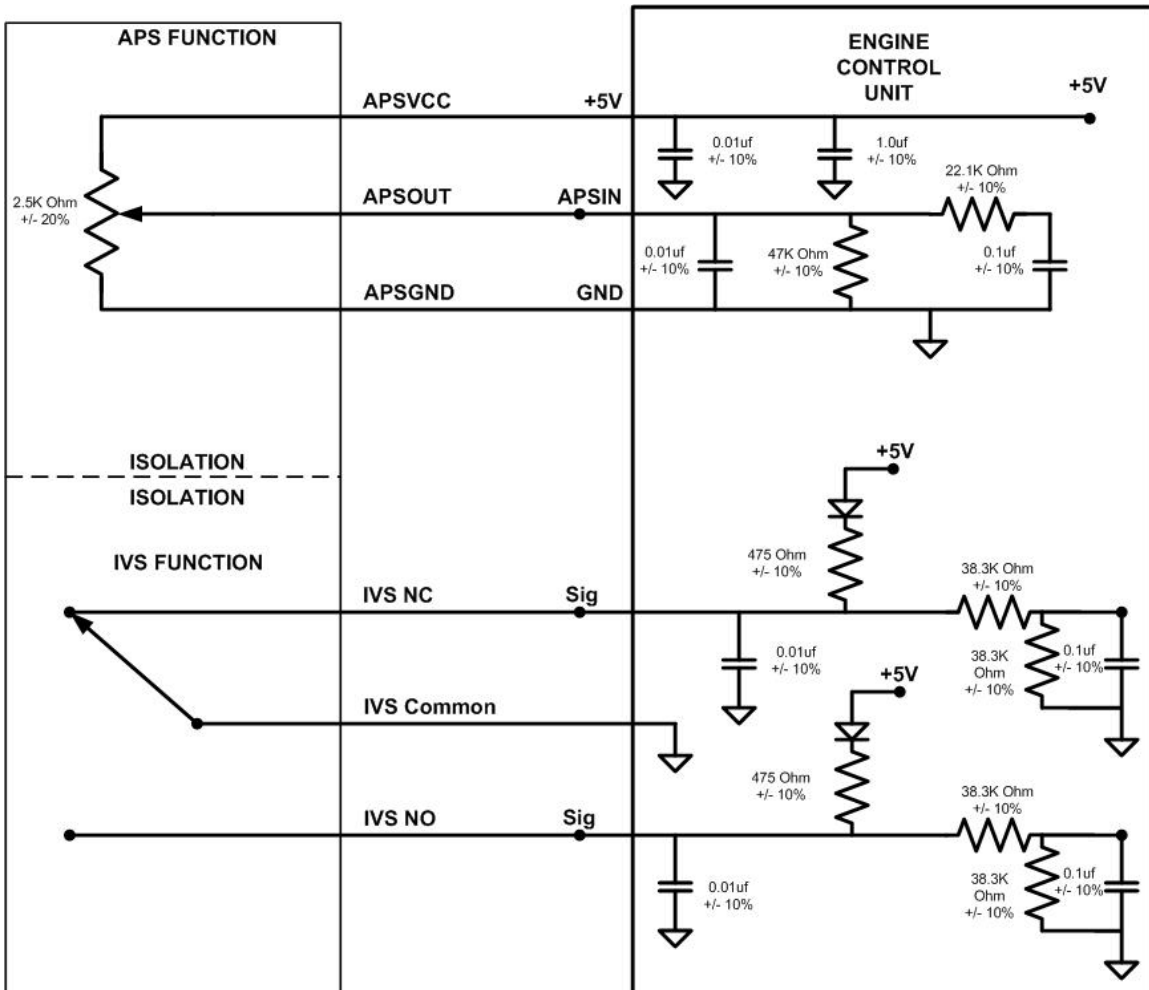 APS FUNCTION
ENGINE
CONTROL
UNIT
+5V
APSVCC
+5V
0.01uf
+/- 10%
1.0uf
+/- 10%
22.1K Ohm
+/- 10%
2.5K Ohm
+/- 20%
APSOUT
APSIN
0.01uf
+/- 10%
47K Ohm
+/- 10%
0.1uf
+/- 10%
APSGND
GND
ISOLATION
ISOLATION
+5V
IVS FUNCTION
475 Ohm
+/- 10%
38.3K Ohm
+/- 10%
IVS NC
Sig
0.01uf
+/- 10%
38.3K
Ohm
+/- 10%
0.1uf
+/- 10%
+5V
IVS Common
475 Ohm
+/- 10%
38.3K Ohm
+/- 10%
IVS NO
Sig
0.01uf
+/- 10%
38.3K
Ohm
+/- 10%
0.1uf
+/- 10%